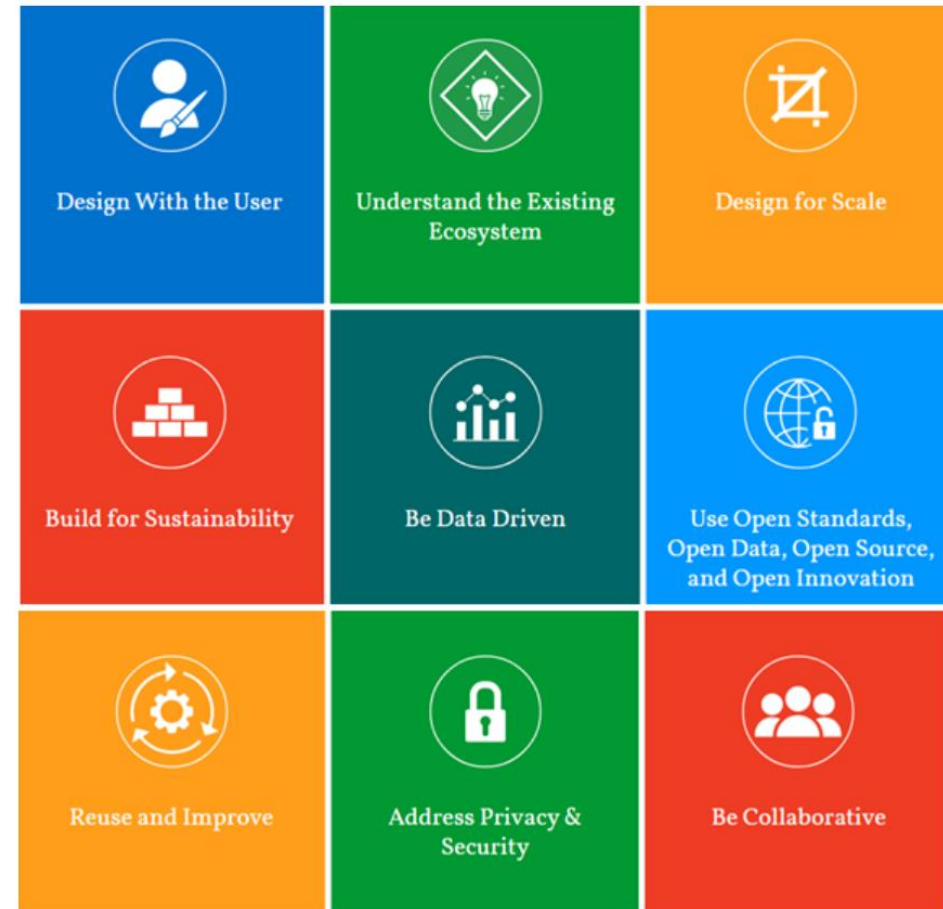 Design With the User
Understand the Existing
Ecosystem
Design for Scale
Build for Sustainability
Be Data Driven
Use Open Standards,
Open Data, Open Source,
and Open Innovation
Reuse and Improve
Address Privacy &
Security
Be Collaborative